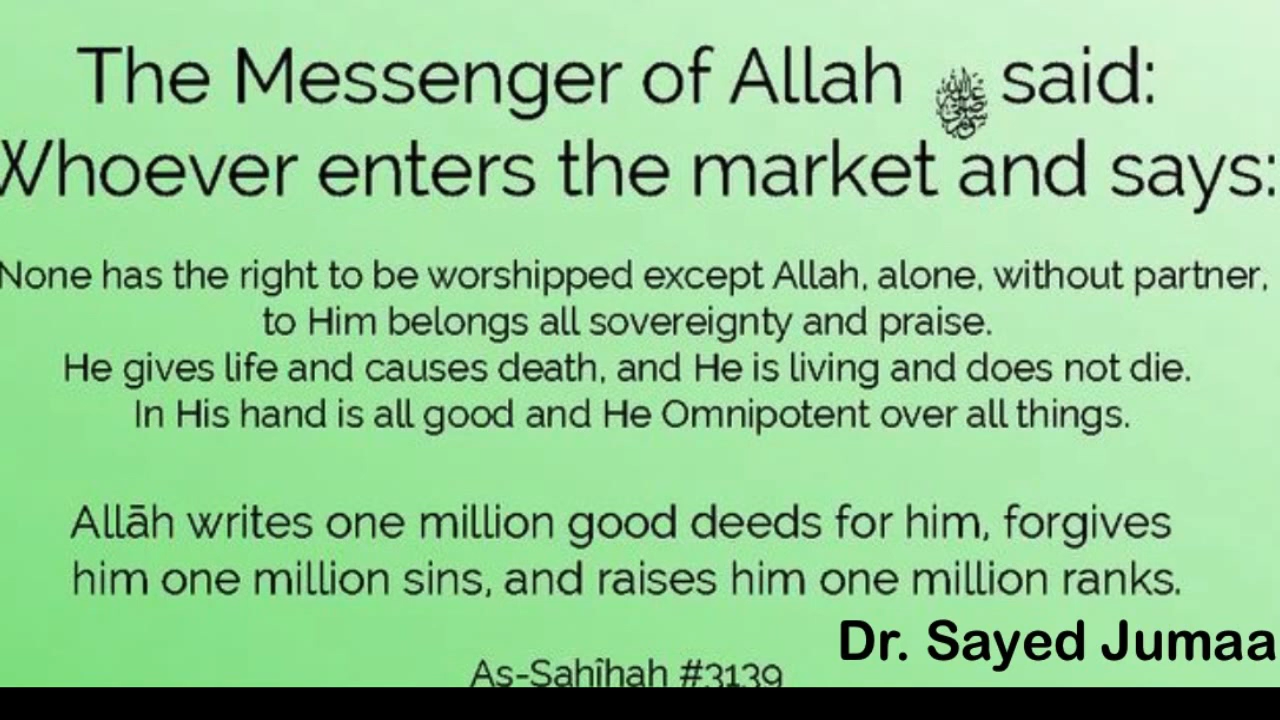 The Messenger of Allah ﷺ said:
Whoever enters the market and says:
None has the right to be worshipped except Allah, alone, without partner,
to Him belongs all sovereignty and praise.
He gives life and causes death, and He is living and does not die.
In His hand is all good and He Omnipotent over all things.
Allāh writes one million good deeds for him, forgives
him one million sins, and raises him one million ranks.
Dr. Sayed Jumaa
As-Sahîhah #3139